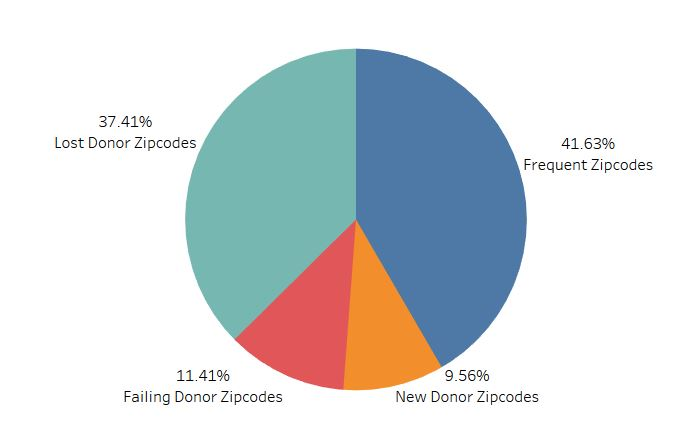 37.41%
Lost Donor Zipcodes
41.63%
Frequent Zipcodes
11.41%
Failing Donor Zipcodes
9.56%
New Donor Zipcodes